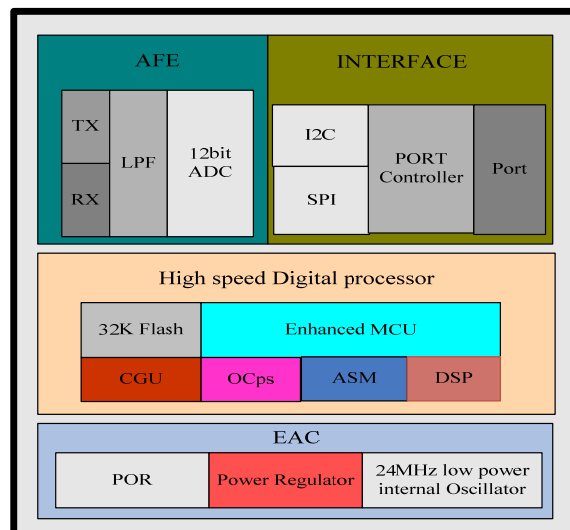 AFE
INTERFACE
TX
RX
LPF
12bit
ADC
I2C
SPI
PORT
Controller
Port
High speed Digital processor
32K Flash
Enhanced MCU
CGU
OCps
ASM
DSP
EAC
POR
Power Regulator
24MHz low power
internal Oscillator